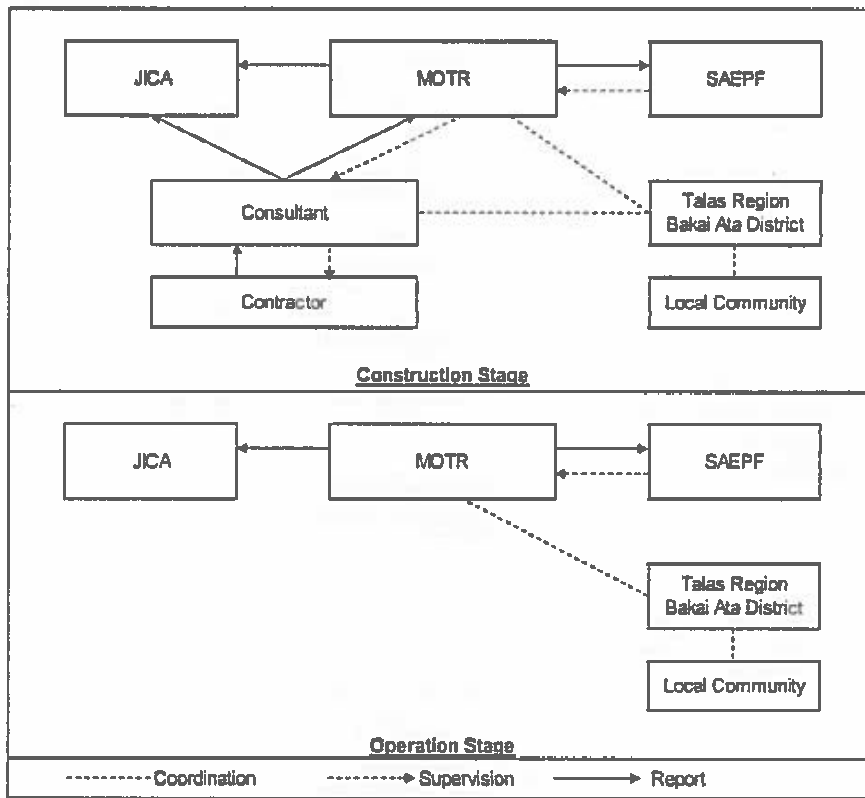 JICA
MOTR
SAEPF
Consultant
Talas Region
Bakai Ata District
Contractor
Local Community
Construction Stage
JICA
MOTR
SAEPF
Talas Region
Bakai Ata District
Local Community
Operation Stage
Coordination
Supervision
Report